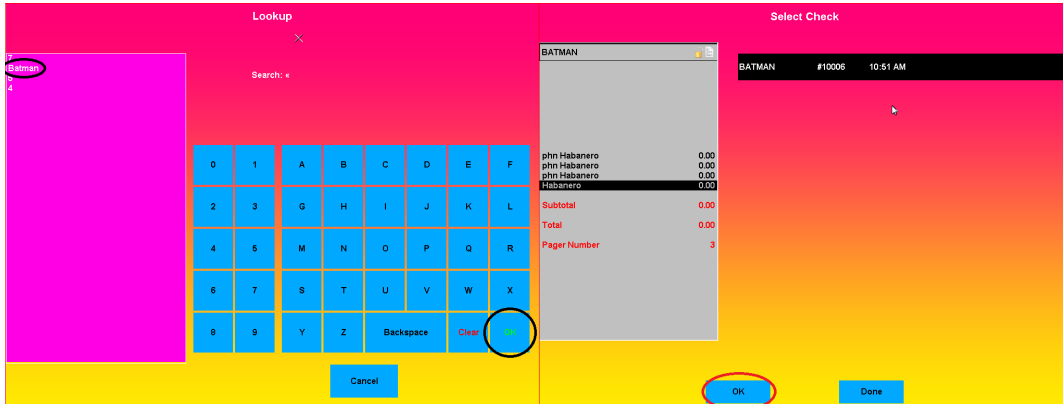 Lookup
7
Batman
6
4
Search: «
0 1 A B C D E F
2 3 G H I J K L
4 5 M N O P Q R
6 7 S T U V W X
8 9 Y Z Backspace Clear OK
Cancel
Select Check
BATMAN
phn Habanero 0.00
phn Habanero 0.00
phn Habanero 0.00
Habanero 0.00
Subtotal 0.00
Total 0.00
Pager Number 3
BATMAN #10006 10:51 AM
OK Done